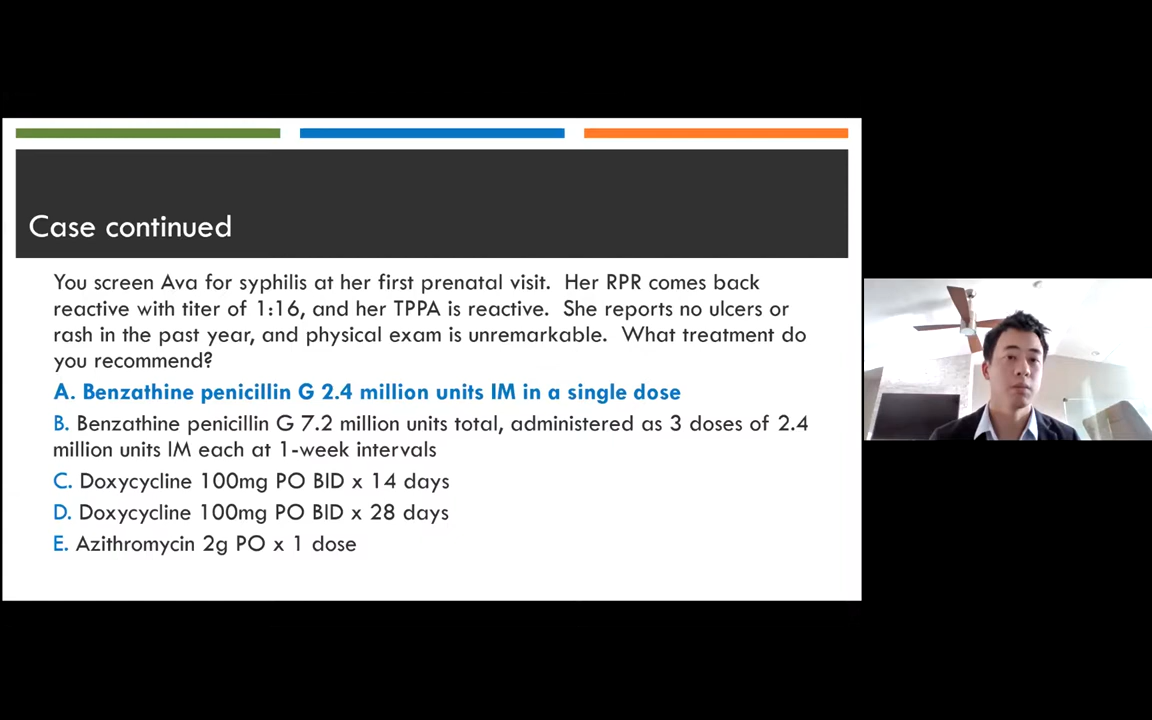 Case continued
You screen Ava for syphilis at her first prenatal visit. Her RPR comes back
reactive with titer of 1:16, and her TPPA is reactive. She reports no ulcers or
rash in the past year, and physical exam is unremarkable. What treatment do
you recommend?
A. Benzathine penicillin G 2.4 million units IM in a single dose
B. Benzathine penicillin G 7.2 million units total, administered as 3 doses of 2.4
million units IM each at 1-week intervals
C. Doxycycline 100mg PO BID x 14 days
D. Doxycycline 100mg PO BID x 28 days
E. Azithromycin 2g PO x 1 dose